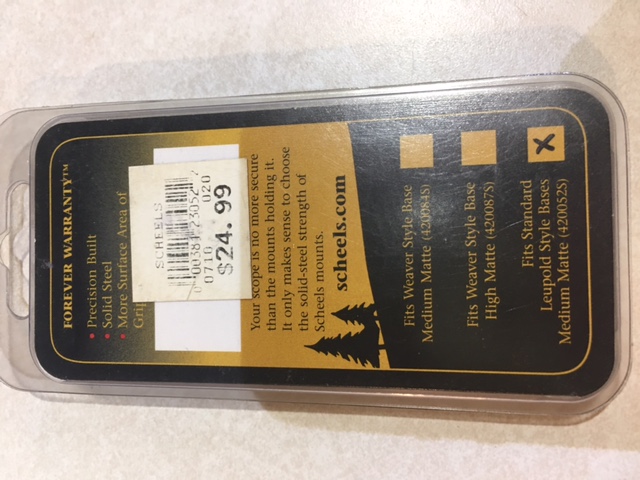 FOREVER WARRANTY™
• Precision Built
• Solid Steel
• More Surface Area of
SCHEELS
07.18 020
$24.99
Your scope is no more secure
than the mounts holding it.
It only makes sense to choose
the solid-steel strength of
Scheels mounts.
scheels.com
Fits Weaver Style Base
Medium Matte (420084S)
Fits Weaver Style Base
High Matte (420087S)
X
Fits Standard
Leupold Style Bases
Medium Matte (420052S)